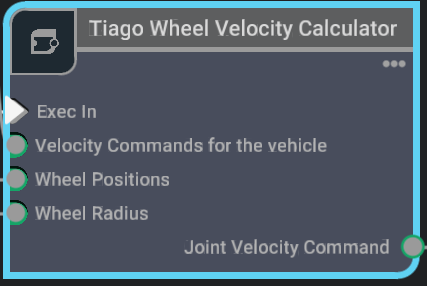 Tiago Wheel Velocity Calculator
Exec In
Velocity Commands for the vehicle
Wheel Positions
Wheel Radius
Joint Velocity Command